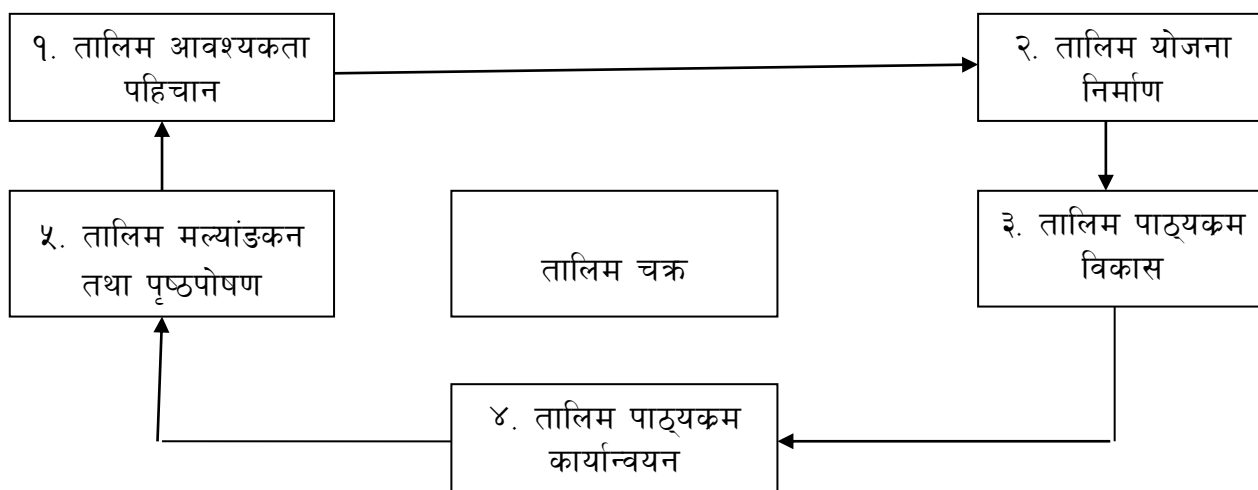 १. तालिम आवश्यकता
पहिचान
२. तालिम योजना
निर्माण
३. तालिम पाठ्यक्रम
विकास
४. तालिम पाठ्यक्रम
कार्यान्वयन
५. तालिम मल्यांङकन
तथा पृष्ठपोषण
तालिम चक्र